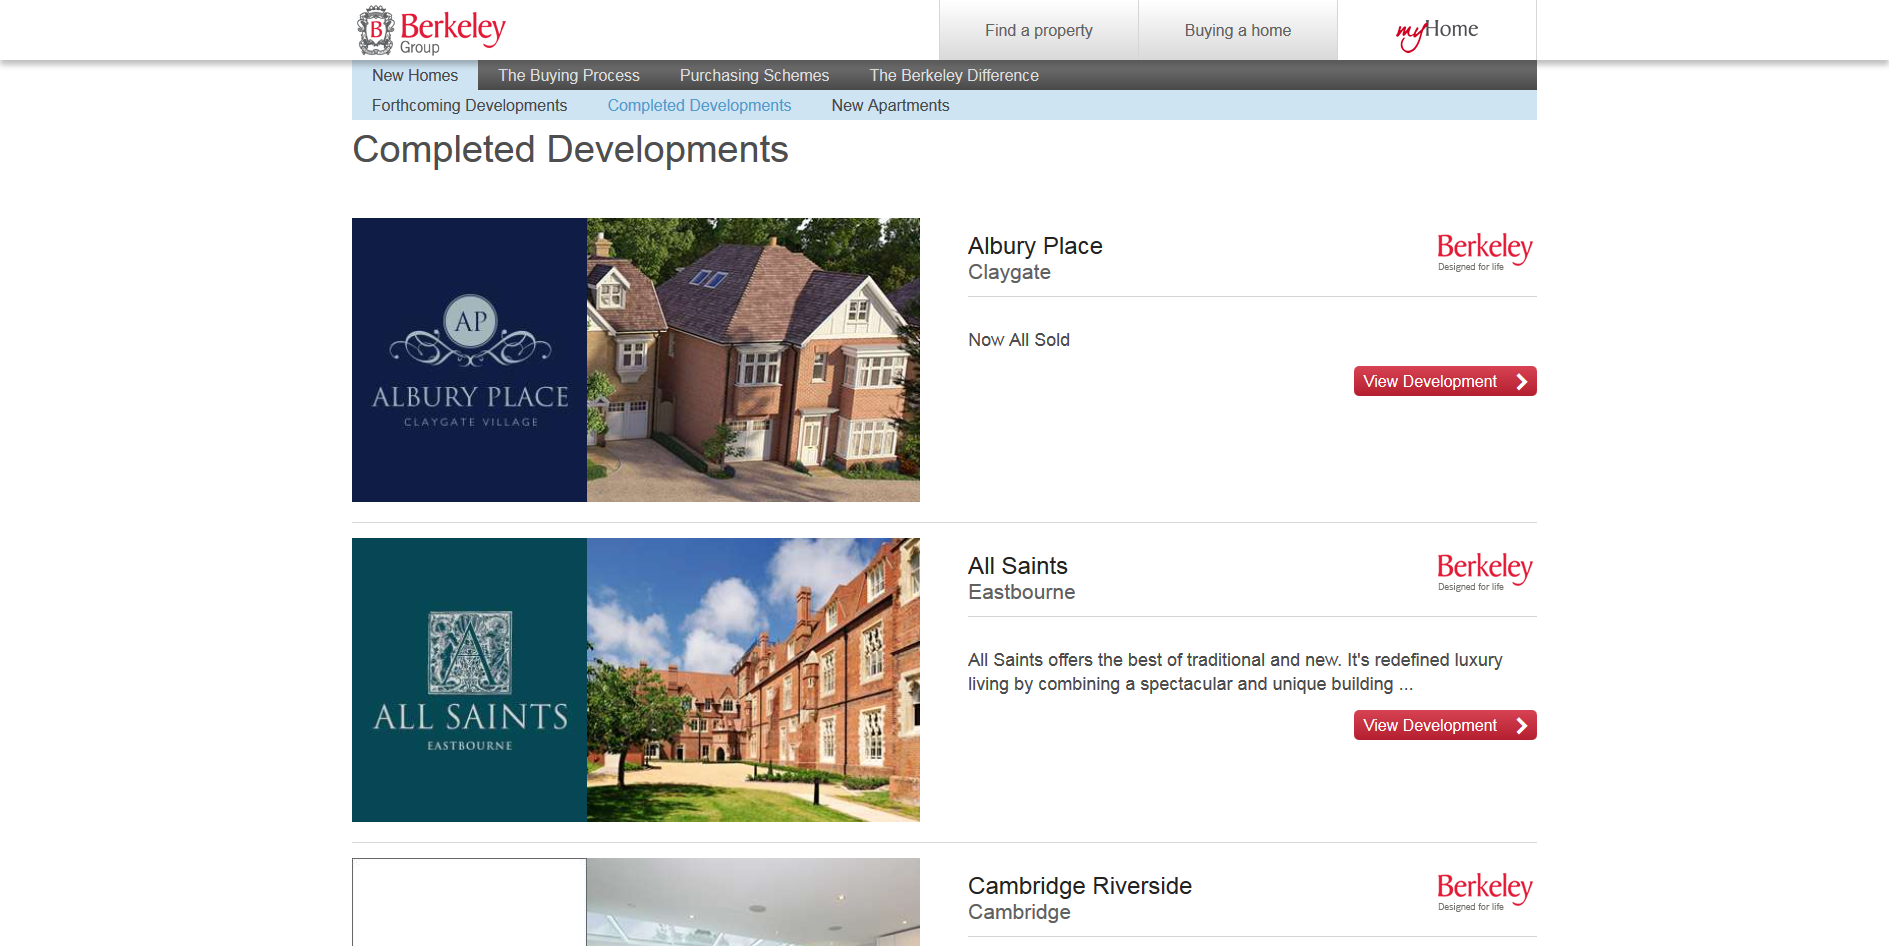 B Berkeley
Group
Find a property
Buying a home
myHome
New Homes
The Buying Process
Purchasing Schemes
The Berkeley Difference
Forthcoming Developments
Completed Developments
New Apartments
Completed Developments
AP
ALBURY PLACE
CLAYGATE VILLAGE
Albury Place
Claygate
Berkeley
Designed for life
Now All Sold
View Development
A
ALL SAINTS
EASTBOURNE
All Saints
Eastbourne
Berkeley
Designed for life
All Saints offers the best of traditional and new. It's redefined luxury
living by combining a spectacular and unique building ...
View Development
Cambridge Riverside
Cambridge
Berkeley
Designed for life